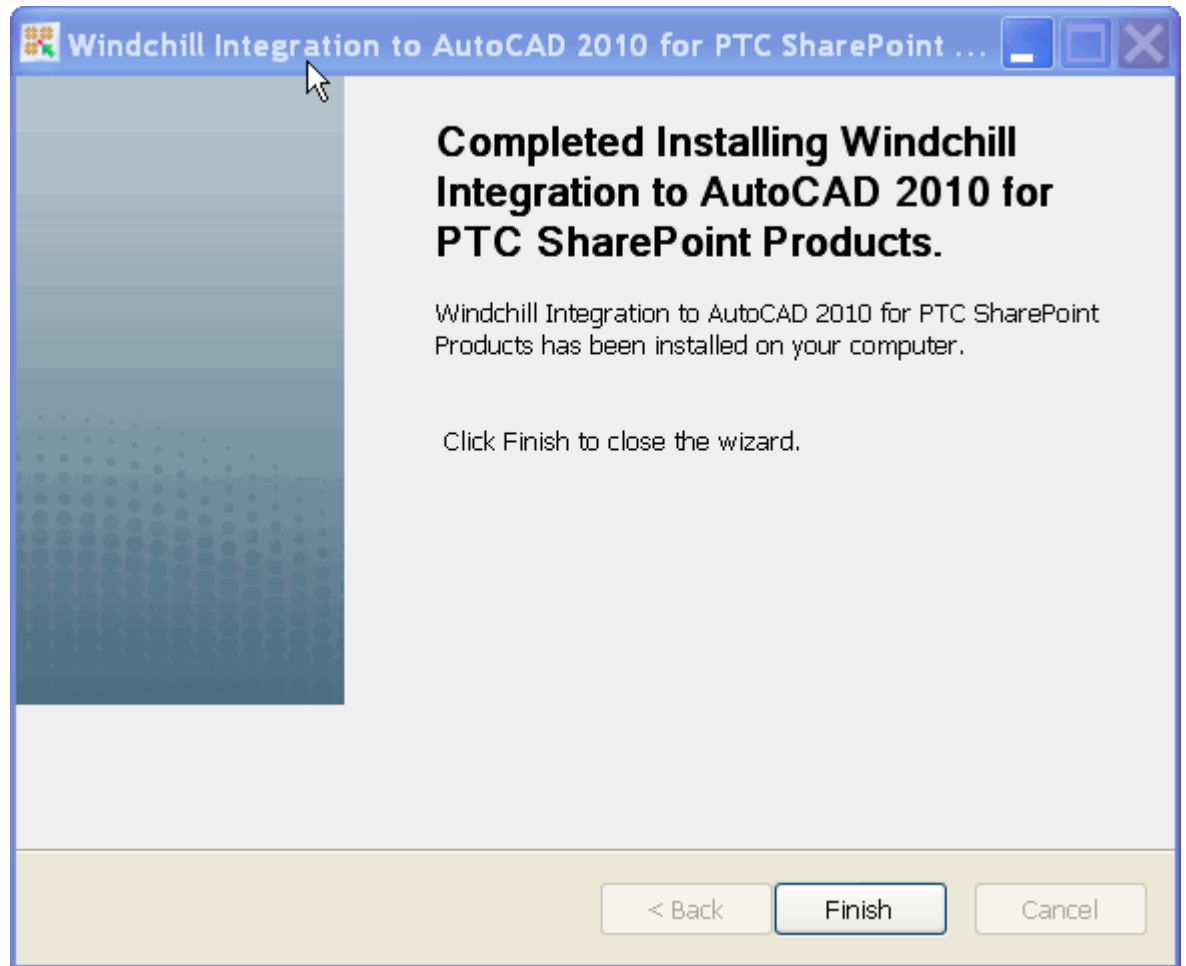 Windchill Integration to AutoCAD 2010 for PTC SharePoint ...
Completed Installing Windchill
Integration to AutoCAD 2010 for
PTC SharePoint Products.
Windchill Integration to AutoCAD 2010 for PTC SharePoint
Products has been installed on your computer.
Click Finish to close the wizard.
< Back Finish Cancel